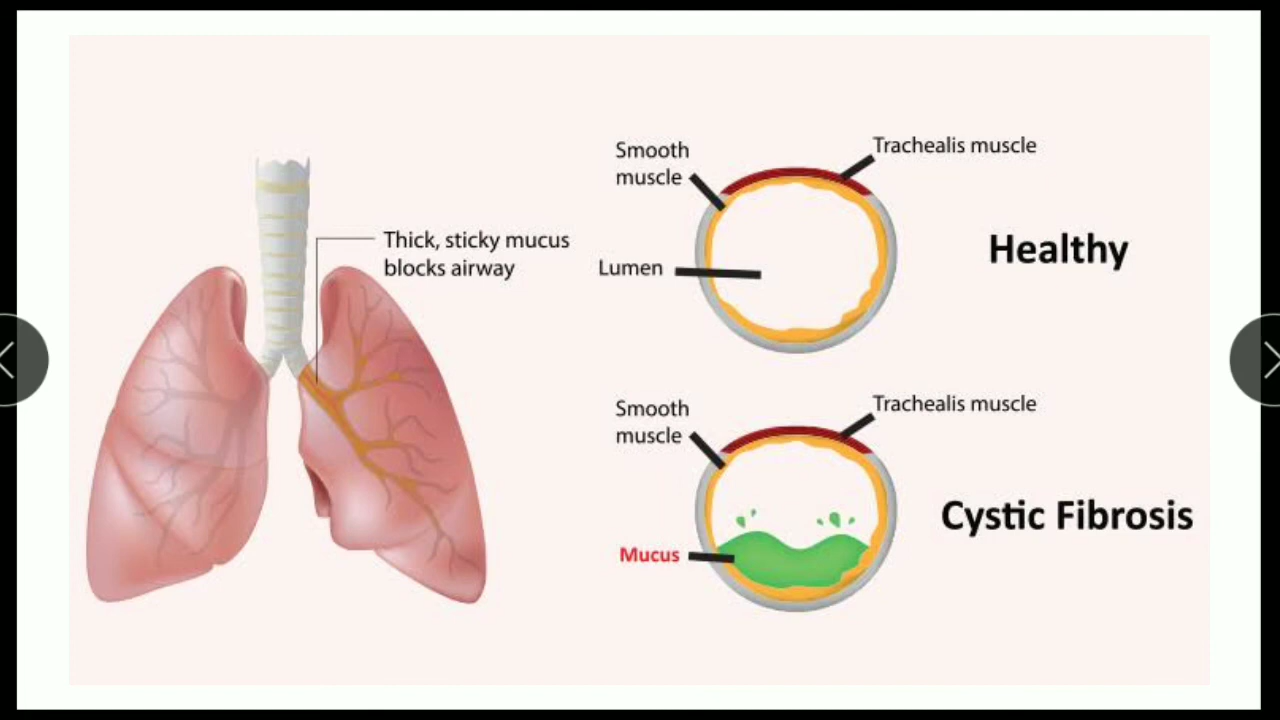 Thick, sticky mucus
blocks airway
Smooth
muscle
Trachealis muscle
Lumen
Healthy
Smooth
muscle
Trachealis muscle
Mucus
Cystic Fibrosis